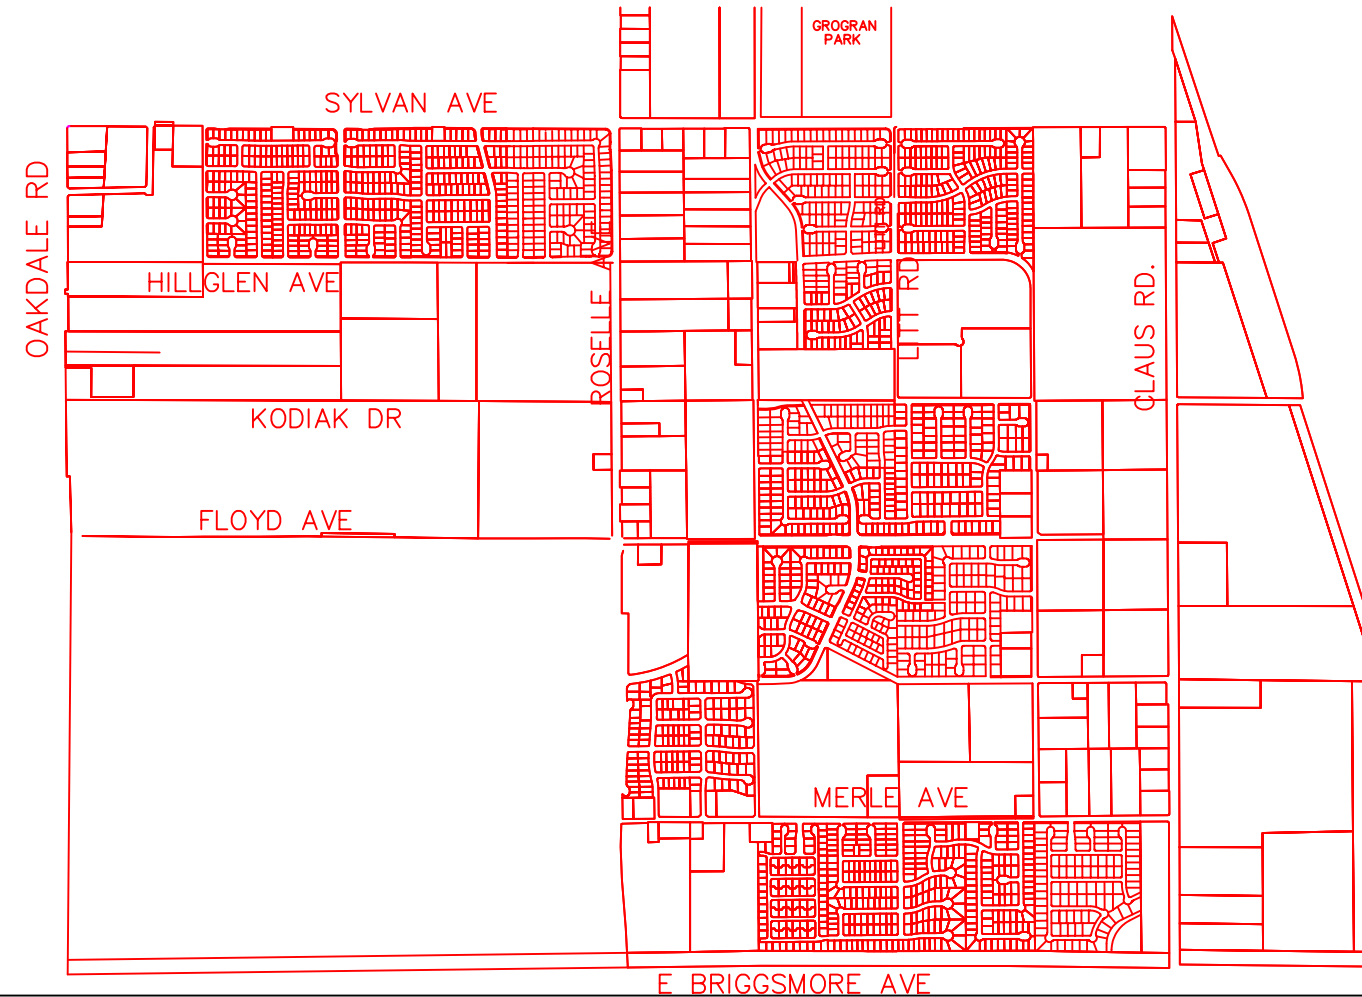 GROGRAN
PARK
SYLVAN AVE
OAKDALE RD
HILLGLEN AVE
ROSELLE AVE
LITT RD
CLAUS RD.
KODIAK DR
FLOYD AVE
MERLE AVE
E BRIGGSMORE AVE